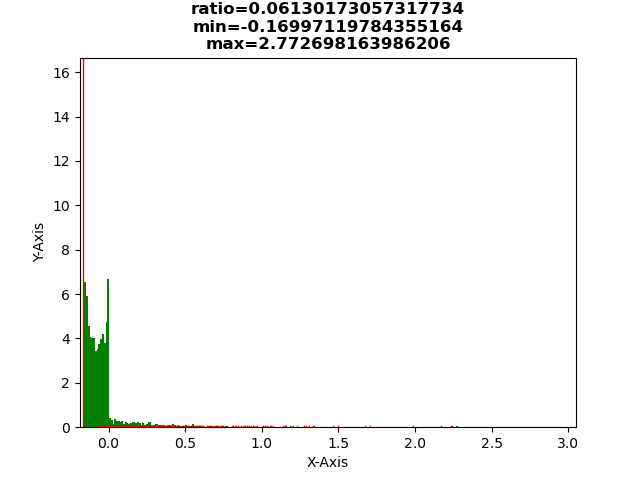 ratio=0.06130173057317734
min=-0.16997119784355164
max=2.772698163986206
16
14
12
10
8
6
4
2
0
Y-Axis
0.0 0.5 1.0 1.5 2.0 2.5 3.0
X-Axis